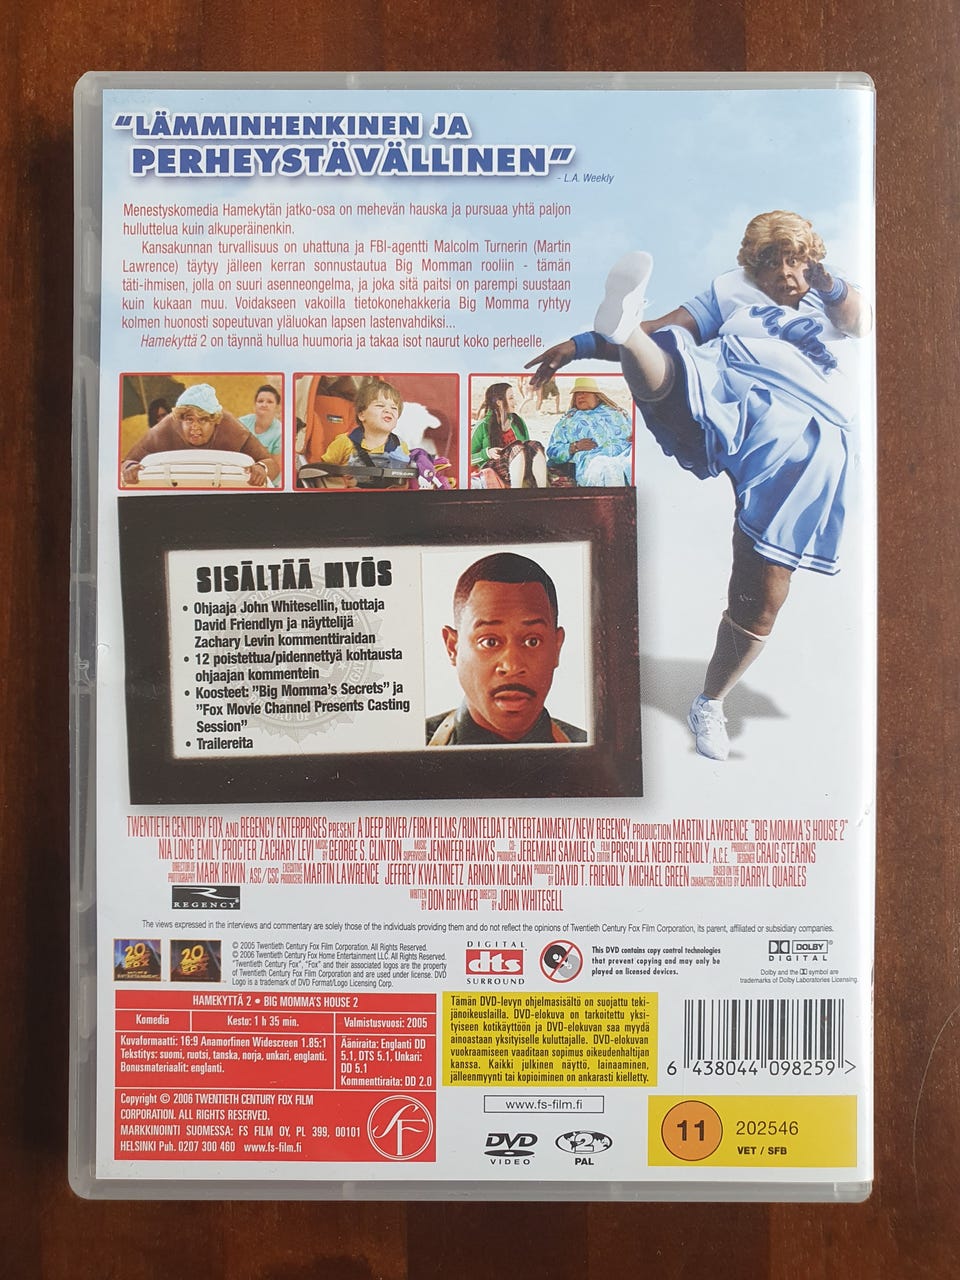 "LÄMMINHENKINEN JA
PERHEYSTÄVÄLLINEN"
- L.A. Weekly
Menestyskomedia Hamekytän jatko-osa on mehevän hauska ja pursuaa yhtä paljon
hulluttelua kuin alkuperäinenkin.
Kansakunnan turvallisuus on uhattuna ja FBI-agentti Malcolm Turnerin (Martin
Lawrence) täytyy jälleen kerran sonnustautua Big Momman rooliin - tämän
täti-ihmisen, jolla on suuri asenneongelma, ja joka sitä paitsi on parempi suustaan
kuin kukaan muu. Voidakseen vakoilla tietokonehakkeria Big Momma ryhtyy
kolmen huonosti sopeutuvan yläluokan lapsen lastenvahdiksi...
Hamekyttä 2 on täynnä hullua huumoria ja takaa isot naurut koko perheelle.
SISÄLTÄÄ MYÖS
• Ohjaaja John Whitesellin, tuottaja
David Friendlyn ja näyttelijä
Zachary Levin kommenttiraidan
• 12 poistettua/pidennettyä kohtausta
ohjaajan kommentein
• Koosteet: "Big Momma's Secrets" ja
"Fox Movie Channel Presents Casting
Session"
• Trailereita
TWENTIETH CENTURY FOX AND REGENCY ENTERPRISES PRESENT A DEEP RIVER/FIRM FILMS/RUNTELDAT ENTERTAINMENT/NEW REGENCY PRODUCTION MARTIN LAWRENCE "BIG MOMMA'S HOUSE 2"
NIA LONG EMILY PROCTER ZACHARY LEVI MUSIC BY GEORGE S. CLINTON MUSIC SUPERVISOR JENNIFER HAWKS CO-PRODUCER JEREMIAH SAMUELS FILM EDITOR PRISCILLA NEDD FRIENDLY, A.C.E. PRODUCTION DESIGNER CRAIG STEARNS
DIRECTOR OF PHOTOGRAPHY MARK IRWIN, ASC/CSC EXECUTIVE PRODUCERS MARTIN LAWRENCE JEFFREY KWATINETZ ARNON MILCHAN PRODUCED BY DAVID T. FRIENDLY MICHAEL GREEN BASED ON THE CHARACTERS CREATED BY DARRYL QUARLES
WRITTEN BY DON RHYMER DIRECTED BY JOHN WHITESELL
REGENCY
The views expressed in the interviews and commentary are solely those of the individuals providing them and do not reflect the opinions of Twentieth Century Fox Film Corporation, its parent, affiliated or subsidiary companies.
© 2005 Twentieth Century Fox Film Corporation. All Rights Reserved.
© 2006 Twentieth Century Fox Home Entertainment LLC. All Rights Reserved.
"Twentieth Century Fox", "Fox" and their associated logos are the property
of Twentieth Century Fox Film Corporation and are used under license. DVD
Logo is a trademark of DVD Format/Logo Licensing Corp.
DIGITAL
dts
SURROUND
This DVD contains copy control technologies
that prevent copying and may only be
played on licensed devices.
DOLBY
DIGITAL
Dolby and the DD symbol are
trademarks of Dolby Laboratories Licensing.
HAMEKYTTÄ 2 • BIG MOMMA'S HOUSE 2
Komedia
Kesto: 1 h 35 min.
Valmistusvuosi: 2005
Kuvaformaatti: 16:9 Anamorfinen Widescreen 1.85:1
Tekstitys: suomi, ruotsi, tanska, norja, unkari, englanti.
Bonusmateriaalit: englanti.
Ääniraita: Englanti DD
5.1, DTS 5.1, Unkari:
DD 5.1
Kommenttiraita: DD 2.0
Copyright © 2006 TWENTIETH CENTURY FOX FILM
CORPORATION. ALL RIGHTS RESERVED.
MARKKINOINTI SUOMESSA: FS FILM OY, PL 399, 00101
HELSINKI Puh. 0207 300 460 www.fs-film.fi
SF
Tämän DVD-levyn ohjelmasisältö on suojattu teki-
jänoikeuslailla. DVD-elokuva on tarkoitettu yksi-
tyiseen kotikäyttöön ja DVD-elokuvan saa myydä
ainoastaan yksityiselle kuluttajalle. DVD-elokuvan
vuokraamiseen vaaditaan sopimus oikeudenhaltijan
kanssa. Kaikki julkinen näyttö, lainaaminen,
jälleenmyynti tai kopioiminen on ankarasti kielletty.
www.fs-film.fi
DVD
VIDEO
2
PAL
6 438044 098259 >
11
202546
VET / SFB